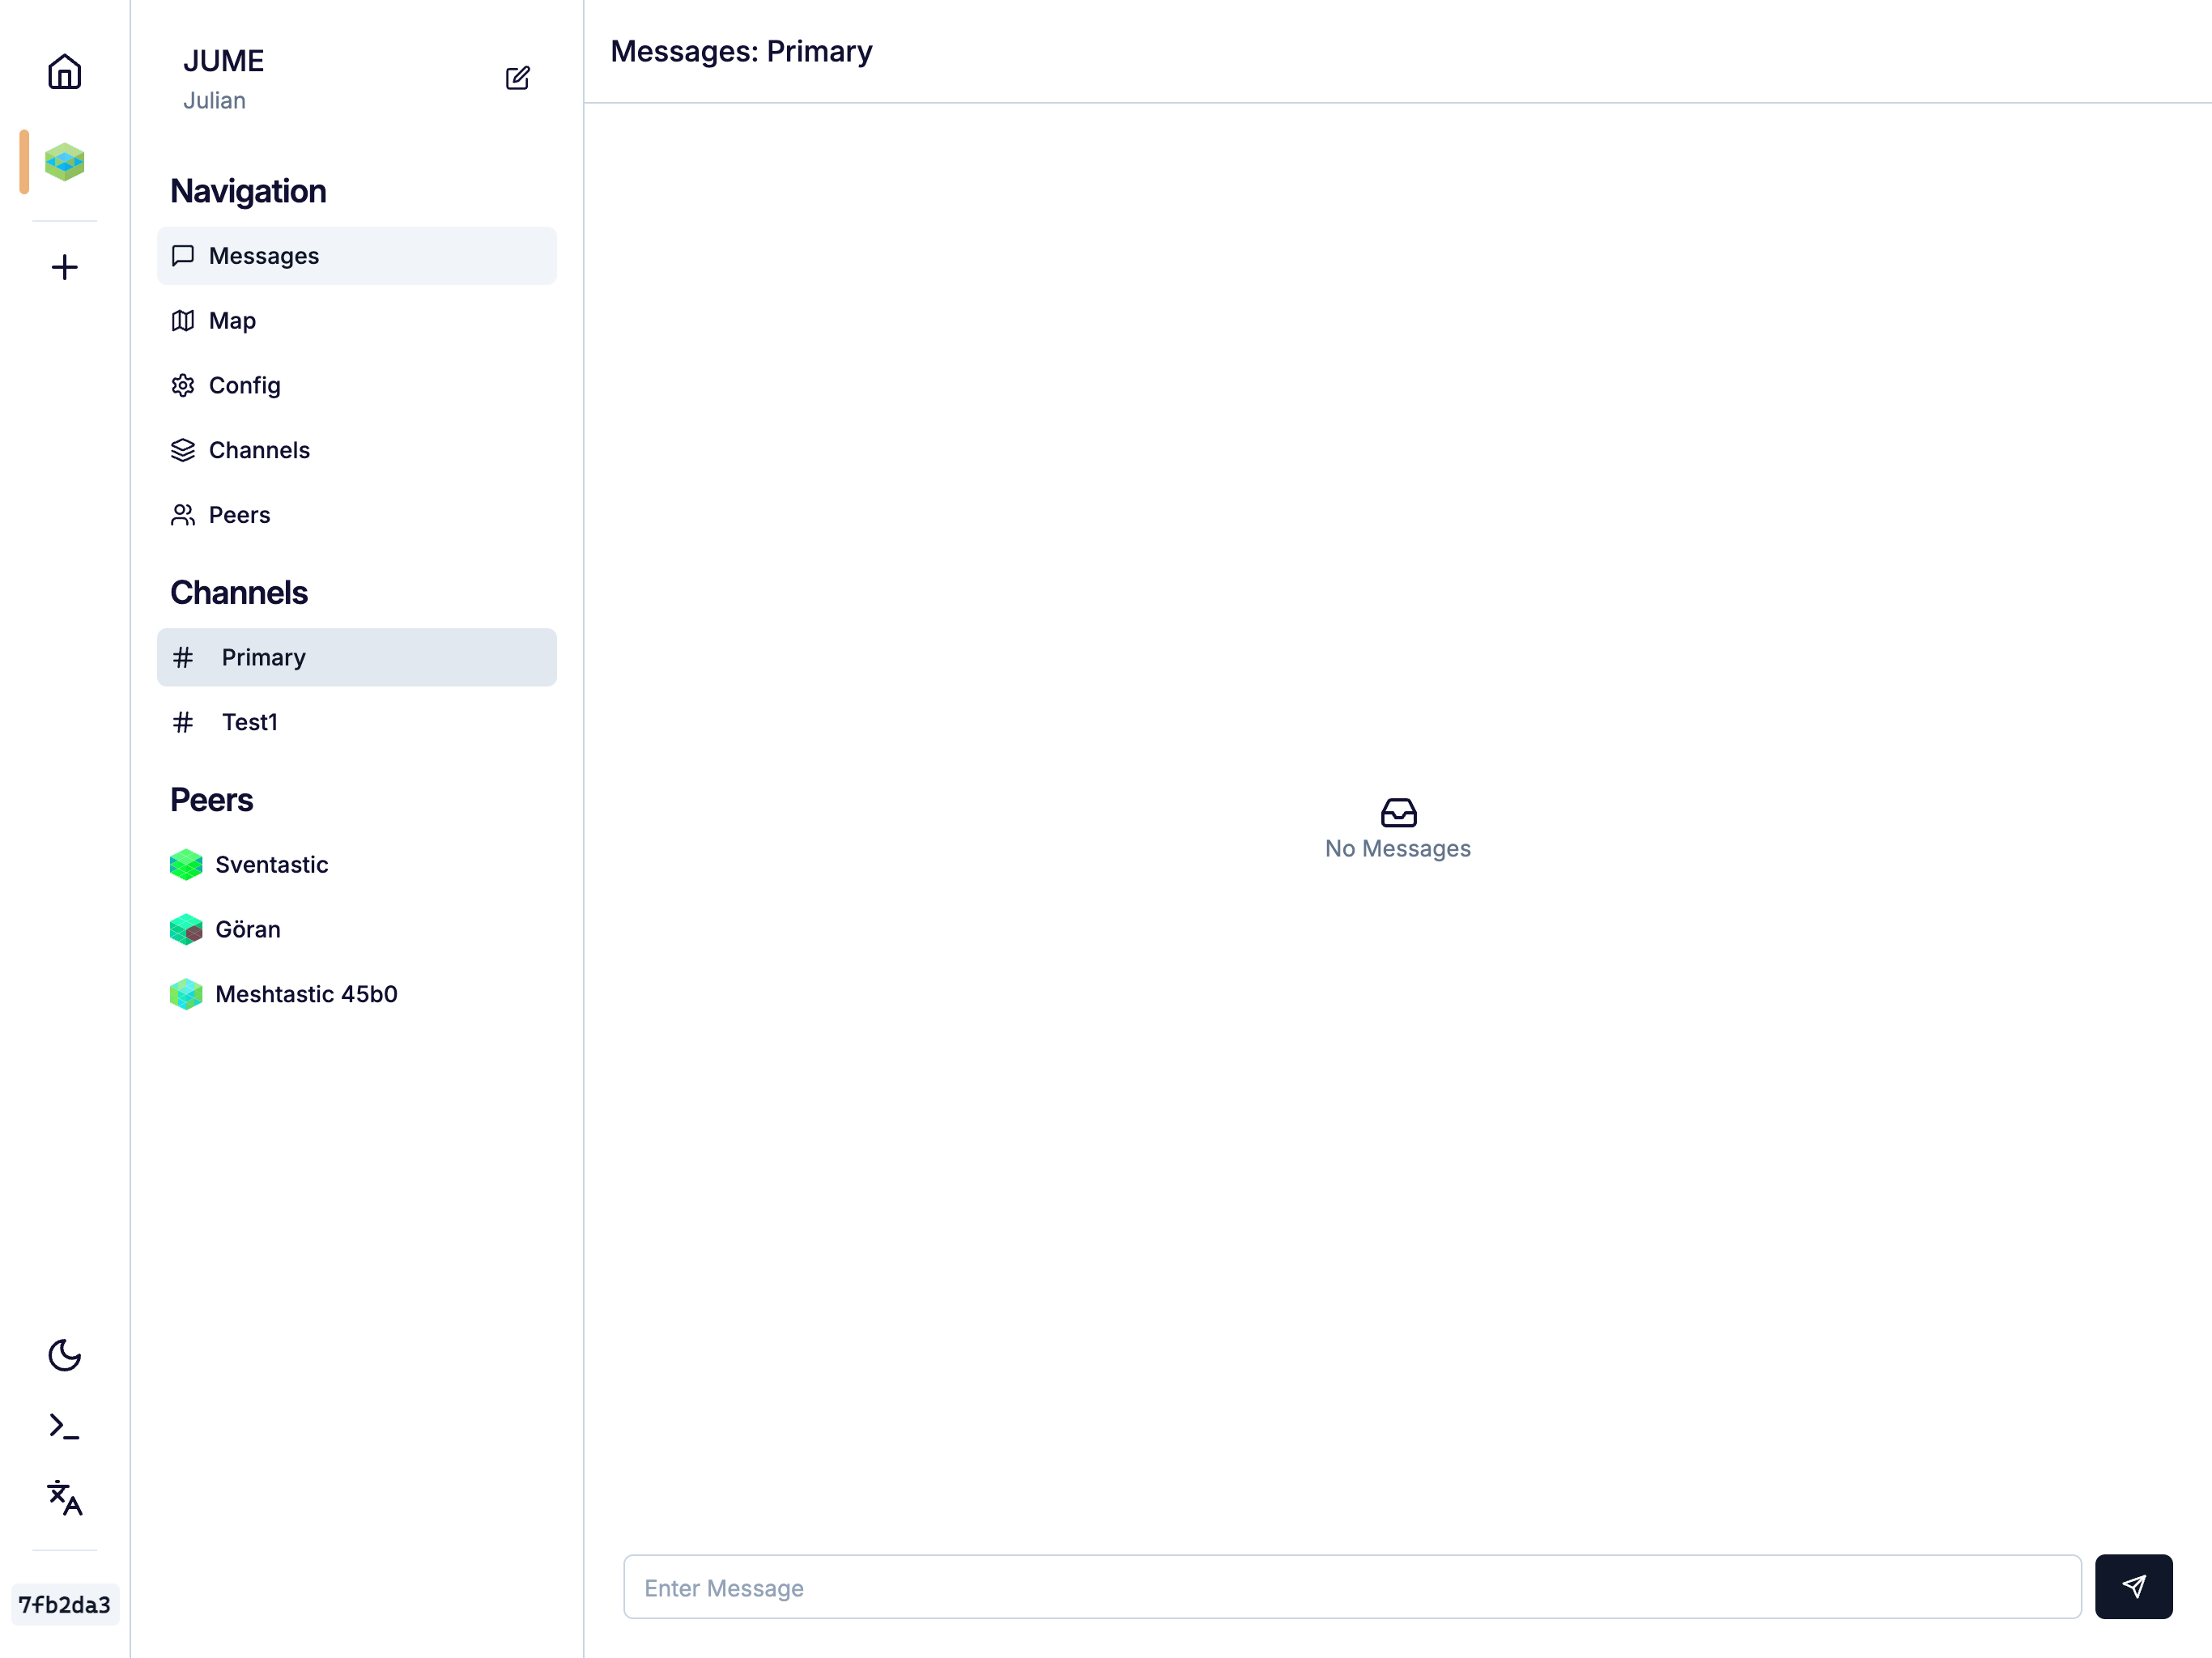 JUME
Julian
Navigation
Messages
Map
Config
Channels
Peers
Channels
# Primary
# Test1
Peers
Sventastic
Göran
Meshtastic 45b0
7fb2da3
Messages: Primary
No Messages
Enter Message